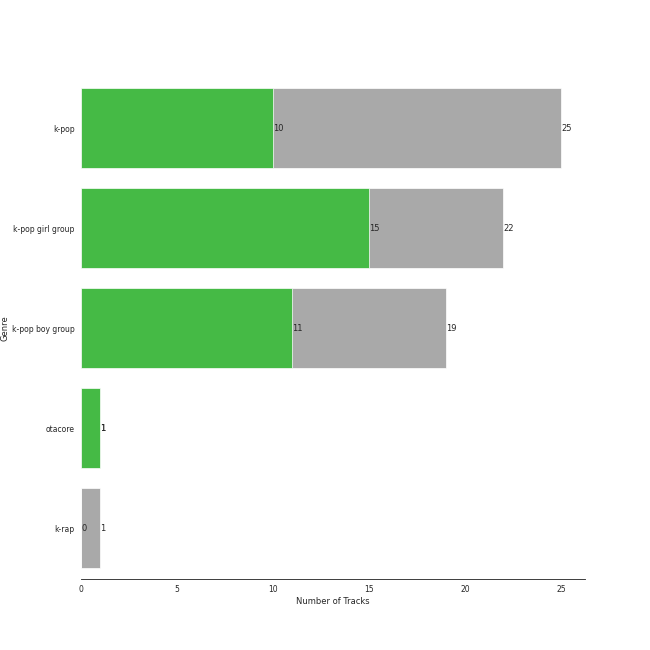 k-pop 10 25
k-pop girl group 15 22
k-pop boy group 11 19
otacore 1
k-rap 0 1
0 5 10 15 20 25
Number of Tracks
Genre